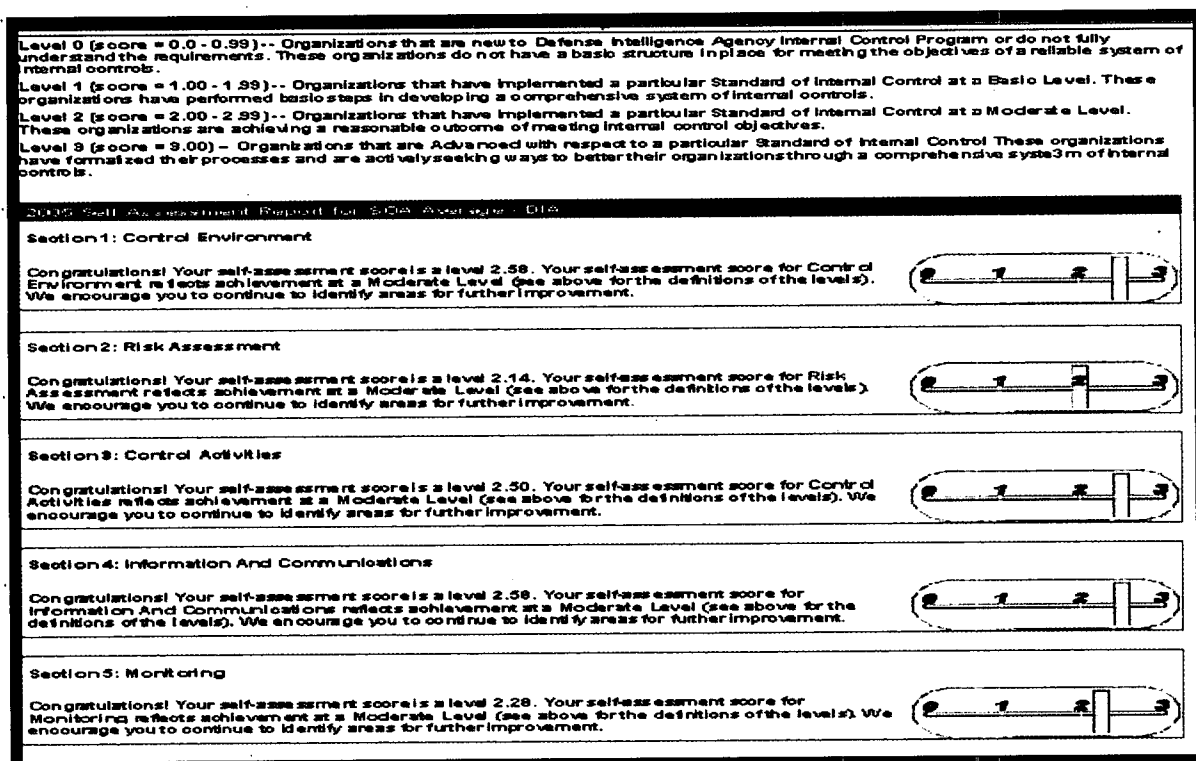 Level 0 (score = 0.0 - 0.99)-- Organizations that are new to Defense Intelligence Agency Internal Control Program or do not fully
understand the requirements. These organizations do not have a basic structure in place for meeting the objectives of a reliable system of
internal controls.
Level 1 (score = 1.00 - 1.99)-- Organizations that have implemented a particular Standard of Internal Control at a Basic Level. These
organizations have performed basic steps in developing a comprehensive system of internal controls.
Level 2 (score = 2.00 - 2.99)-- Organizations that have implemented a particular Standard of Internal Control at a Moderate Level.
These organizations are achieving a reasonable outcome of meeting internal control objectives.
Level 3 (score = 3.00) – Organizations that are Advanced with respect to a particular Standard of Internal Control These organizations
have formalized their processes and are actively seeking ways to better their organizations through a comprehensive syste3m of internal
controls.
Self Assessment Report for SOA Average - DIA
Section 1: Control Environment
Congratulations! Your self-assessment score is a level 2.58. Your self-assessment score for Control
Environment reflects achievement at a Moderate Level (see above for the definitions of the levels).
We encourage you to continue to identify areas for further improvement.
0 1 2 3
Section 2: Risk Assessment
Congratulations! Your self-assessment score is a level 2.14. Your self-assessment score for Risk
Assessment reflects achievement at a Moderate Level (see above for the definitions of the levels).
We encourage you to continue to identify areas for further improvement.
0 1 2 3
Section 3: Control Activities
Congratulations! Your self-assessment score is a level 2.50. Your self-assessment score for Control
Activities reflects achievement at a Moderate Level (see above for the definitions of the levels). We
encourage you to continue to identify areas for further improvement.
0 1 2 3
Section 4: Information And Communications
Congratulations! Your self-assessment score is a level 2.58. Your self-assessment score for
Information And Communications reflects achievement at a Moderate Level (see above for the
definitions of the levels). We encourage you to continue to identify areas for further improvement.
0 1 2 3
Section 5: Monitoring
Congratulations! Your self-assessment score is a level 2.28. Your self-assessment score for
Monitoring reflects achievement at a Moderate Level (see above for the definitions of the levels). We
encourage you to continue to identify areas for further improvement.
0 1 2 3